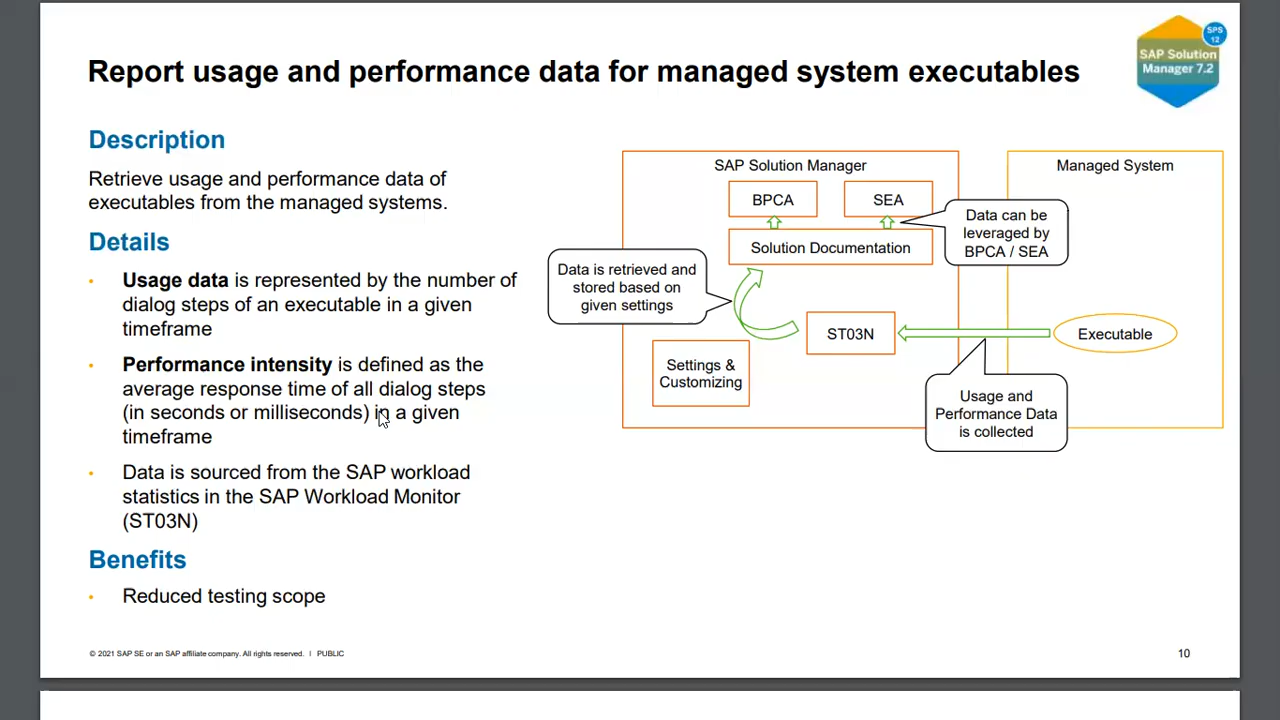 SPS
12
SAP Solution
Manager 7.2
Report usage and performance data for managed system executables
Description
Retrieve usage and performance data of
executables from the managed systems.
Details
• Usage data is represented by the number of
dialog steps of an executable in a given
timeframe
• Performance intensity is defined as the
average response time of all dialog steps
(in seconds or milliseconds) in a given
timeframe
• Data is sourced from the SAP workload
statistics in the SAP Workload Monitor
(ST03N)
Benefits
• Reduced testing scope
SAP Solution Manager
BPCA
SEA
Solution Documentation
Data is retrieved and
stored based on
given settings
ST03N
Settings &
Customizing
Managed System
Data can be
leveraged by
BPCA / SEA
Executable
Usage and
Performance Data
is collected
© 2021 SAP SE or an SAP affiliate company. All rights reserved. I PUBLIC
10